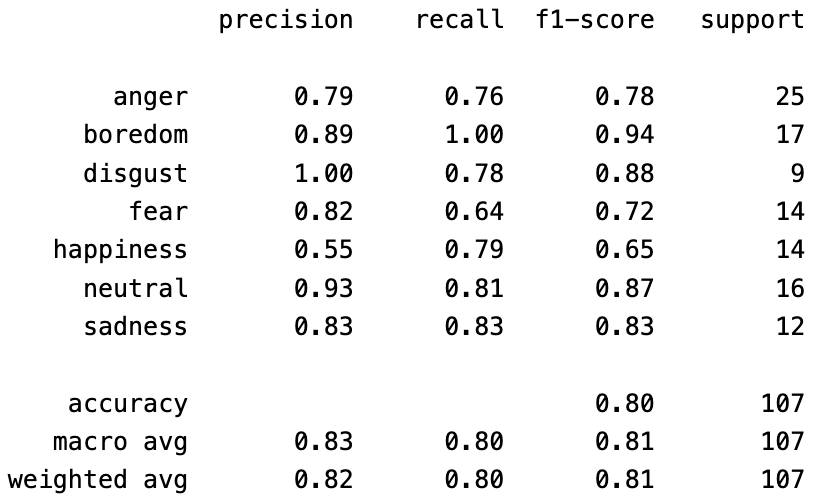 precision recall f1-score support
anger 0.79 0.76 0.78 25
boredom 0.89 1.00 0.94 17
disgust 1.00 0.78 0.88 9
fear 0.82 0.64 0.72 14
happiness 0.55 0.79 0.65 14
neutral 0.93 0.81 0.87 16
sadness 0.83 0.83 0.83 12
accuracy 0.80 107
macro avg 0.83 0.80 0.81 107
weighted avg 0.82 0.80 0.81 107